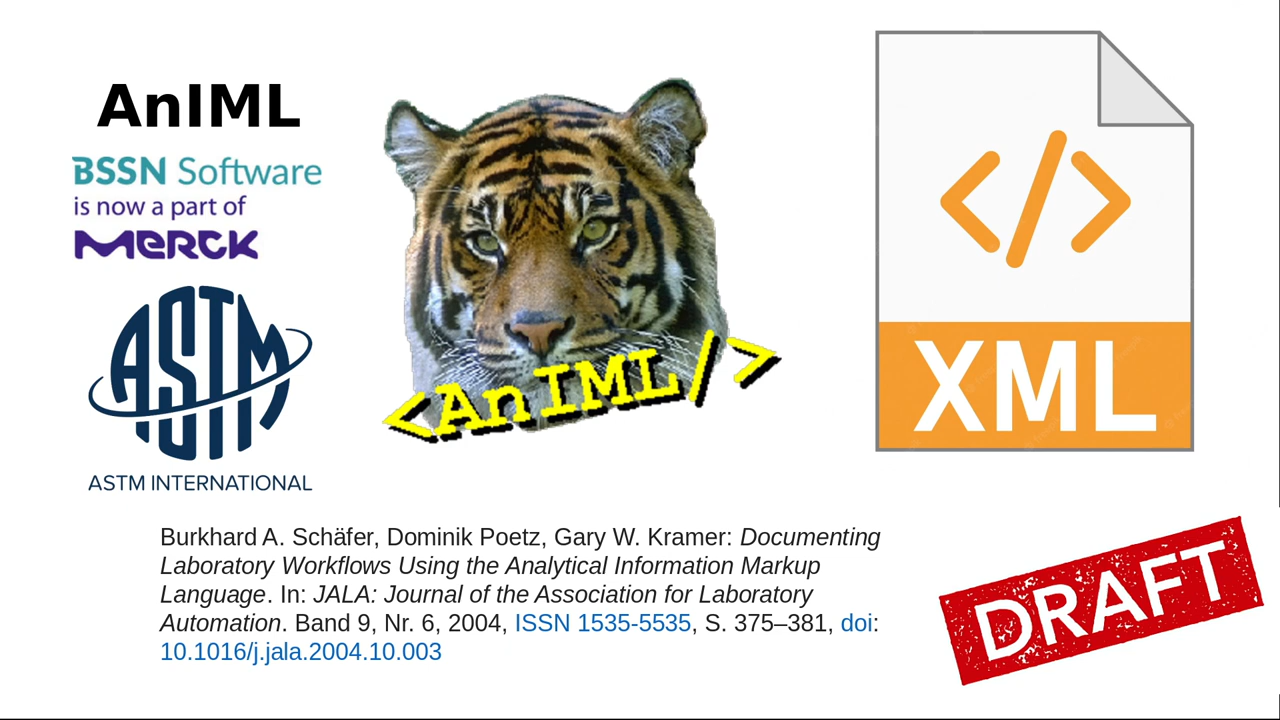 AnIML
BSSN Software
is now a part of
MERCK
ASTM
ASTM INTERNATIONAL
<AnIML/>
</>
XML
Burkhard A. Schäfer, Dominik Poetz, Gary W. Kramer: Documenting
Laboratory Workflows Using the Analytical Information Markup
Language. In: JALA: Journal of the Association for Laboratory
Automation. Band 9, Nr. 6, 2004, ISSN 1535-5535, S. 375–381, doi:
10.1016/j.jala.2004.10.003
DRAFT